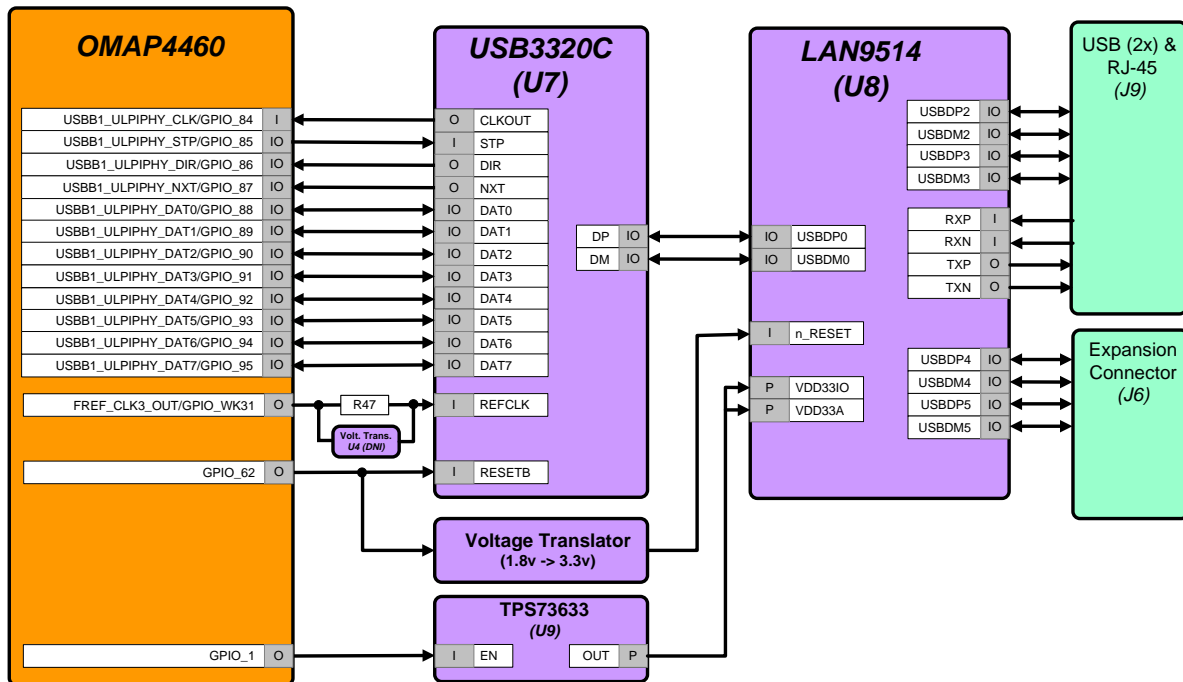 OMAP4460
USBB1_ULPIPHY_CLK/GPIO_84 I
USBB1_ULPIPHY_STP/GPIO_85 IO
USBB1_ULPIPHY_DIR/GPIO_86 IO
USBB1_ULPIPHY_NXT/GPIO_87 IO
USBB1_ULPIPHY_DAT0/GPIO_88 IO
USBB1_ULPIPHY_DAT1/GPIO_89 IO
USBB1_ULPIPHY_DAT2/GPIO_90 IO
USBB1_ULPIPHY_DAT3/GPIO_91 IO
USBB1_ULPIPHY_DAT4/GPIO_92 IO
USBB1_ULPIPHY_DAT5/GPIO_93 IO
USBB1_ULPIPHY_DAT6/GPIO_94 IO
USBB1_ULPIPHY_DAT7/GPIO_95 IO
FREF_CLK3_OUT/GPIO_WK31 O
GPIO_62 O
GPIO_1 O
R47
Volt. Trans.
U4 (DNI)
USB3320C
(U7)
O CLKOUT
I STP
O DIR
O NXT
IO DAT0
IO DAT1
IO DAT2
IO DAT3
IO DAT4
IO DAT5
IO DAT6
IO DAT7
I REFCLK
I RESETB
DP IO
DM IO
Voltage Translator
(1.8v -> 3.3v)
TPS73633
(U9)
I EN
OUT P
LAN9514
(U8)
IO USBDP0
IO USBDM0
I n_RESET
P VDD33IO
P VDD33A
USBDP2 IO
USBDM2 IO
USBDP3 IO
USBDM3 IO
RXP I
RXN I
TXP O
TXN O
USBDP4 IO
USBDM4 IO
USBDP5 IO
USBDM5 IO
USB (2x) &
RJ-45
(J9)
Expansion
Connector
(J6)